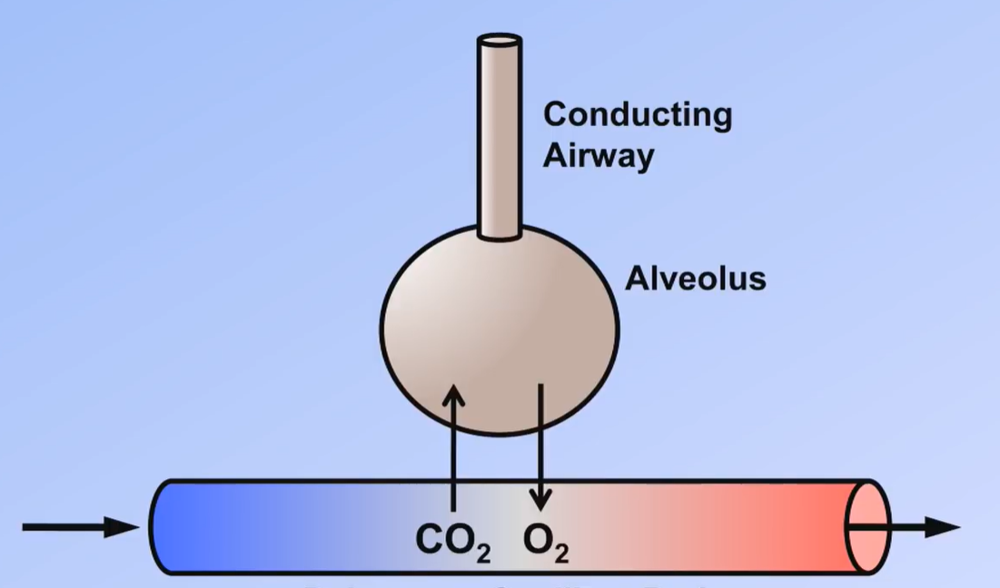 Conducting
Airway
Alveolus
CO₂ O₂